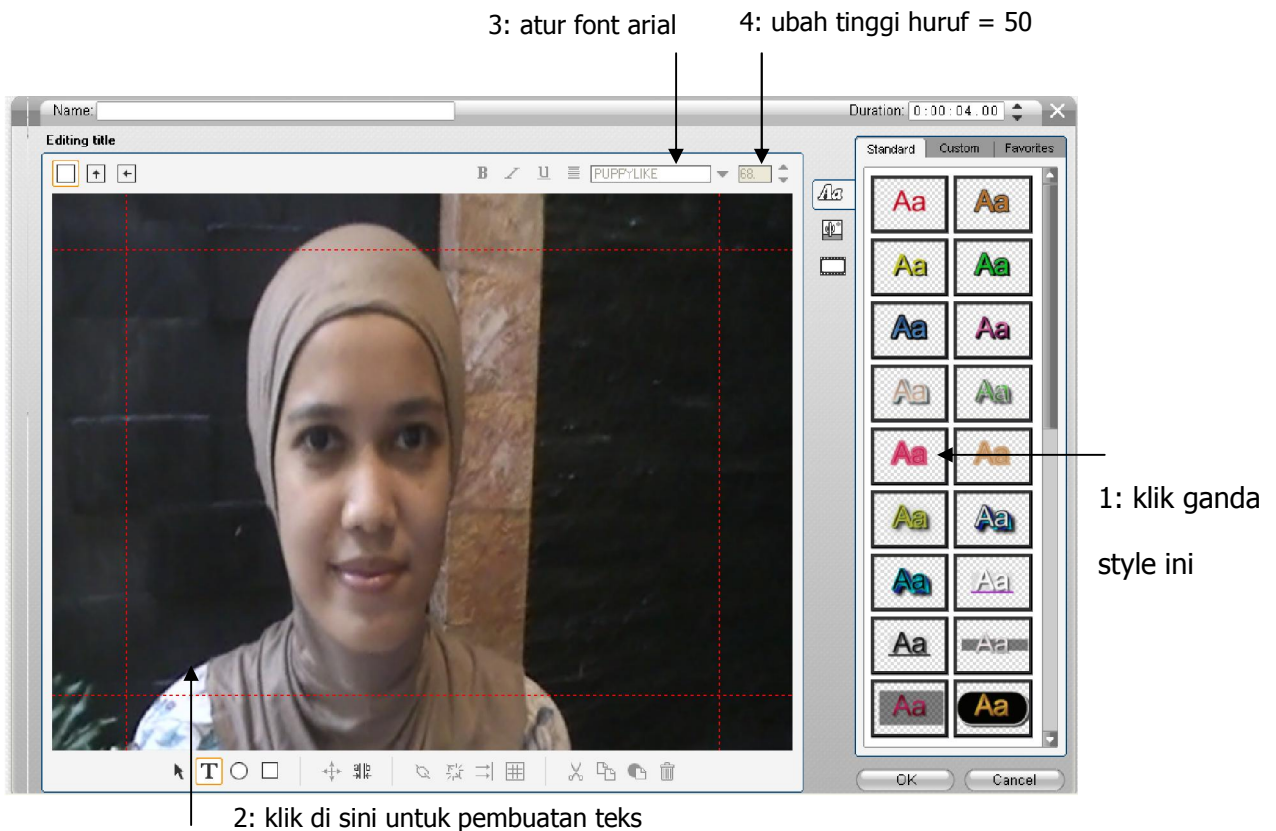 3: atur font arial
4: ubah tinggi huruf = 50
Name:
Duration: 0:00:04.00
Editing title
Standard
Custom
Favorites
B I U
PUPPYLIKE
68.
Aa
Aa Aa
Aa Aa
Aa Aa
Aa Aa
Aa Aa
Aa Aa
Aa Aa
Aa Aa
Aa Aa
1: klik ganda
style ini
T
OK
Cancel
2: klik di sini untuk pembuatan teks